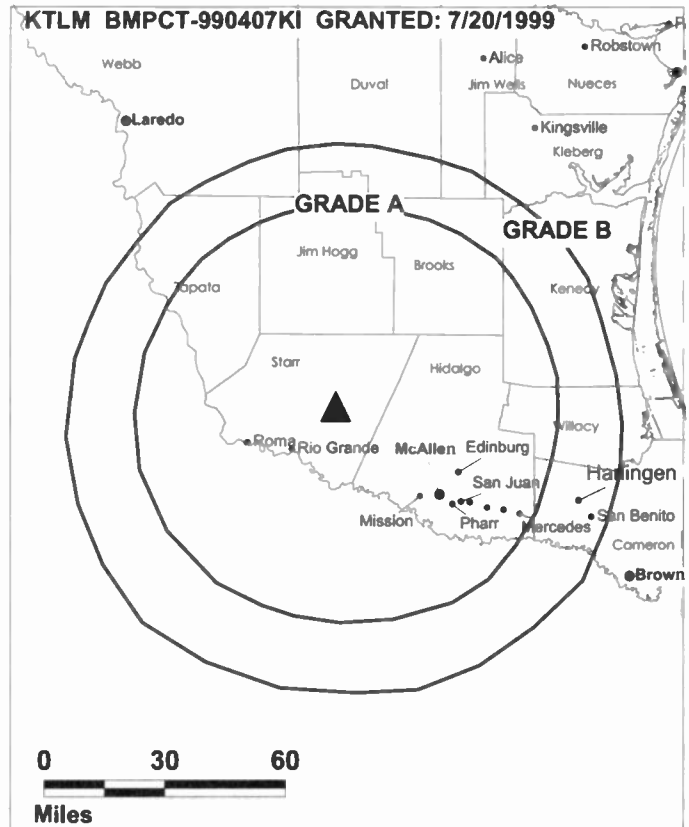 KTLM BMPCT-990407KI GRANTED: 7/20/1999
Robstown
Webb
Alice
Duval
Jim Wells
Nueces
Laredo
Kingsville
Kleberg
GRADE A
GRADE B
Jim Hogg
Brooks
Tapata
Kenedy
Starr
Hidalgo
Willacy
Roma
Rio Grande
McAllen
Edinburg
Harlingen
San Juan
Mission
Pharr
Mercedes
San Benito
Cameron
Brown
0 30 60
Miles